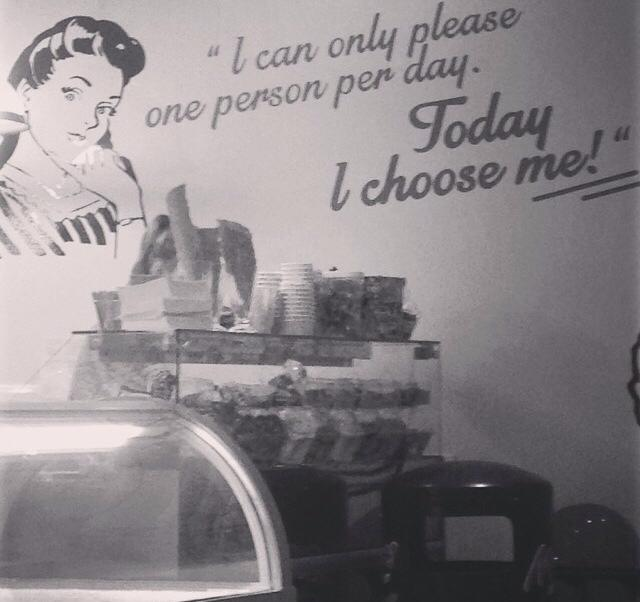 “ I can only please
one person per day.
Today
I choose me! “